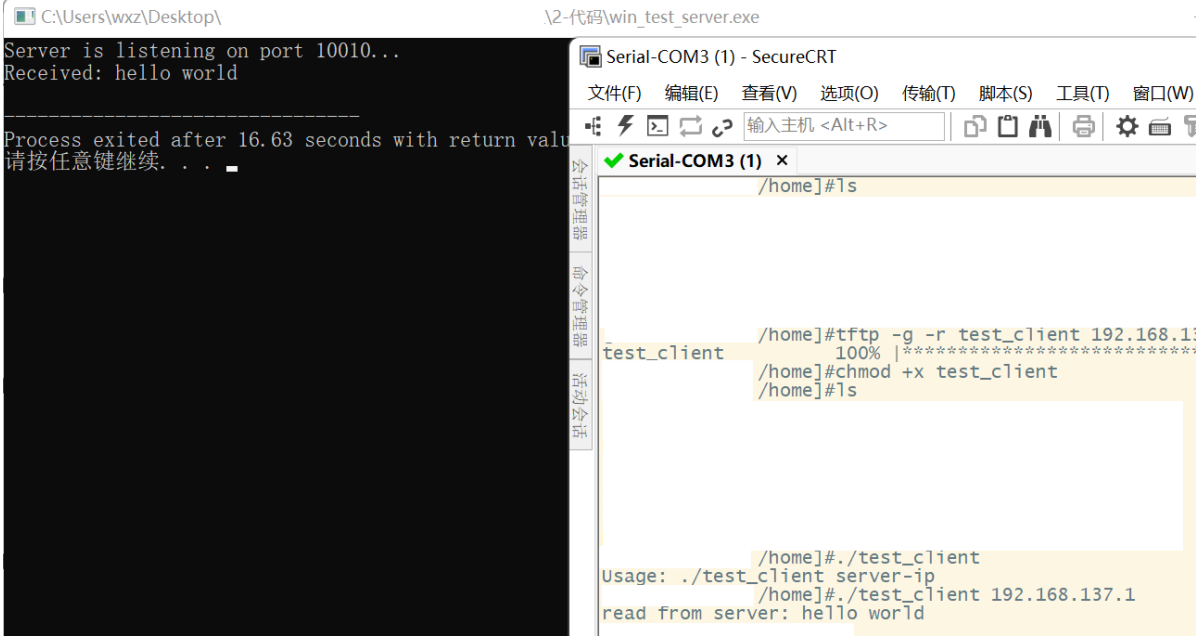 C:\Users\wxz\Desktop\ \2-代码\win_test_server.exe
Server is listening on port 10010...
Received: hello world
--------------------------------
Process exited after 16.63 seconds with return valu
请按任意键继续. . .
Serial-COM3 (1) - SecureCRT
文件(F) 编辑(E) 查看(V) 选项(O) 传输(T) 脚本(S) 工具(T) 窗口(W)
输入主机 <Alt+R>
会话管理器
命令管理器
活动会话
Serial-COM3 (1) ×
/home]#ls
/home]#tftp -g -r test_client 192.168.13
test_client 100% |****************************
/home]#chmod +x test_client
/home]#ls
/home]#./test_client
Usage: ./test_client server-ip
/home]#./test_client 192.168.137.1
read from server: hello world